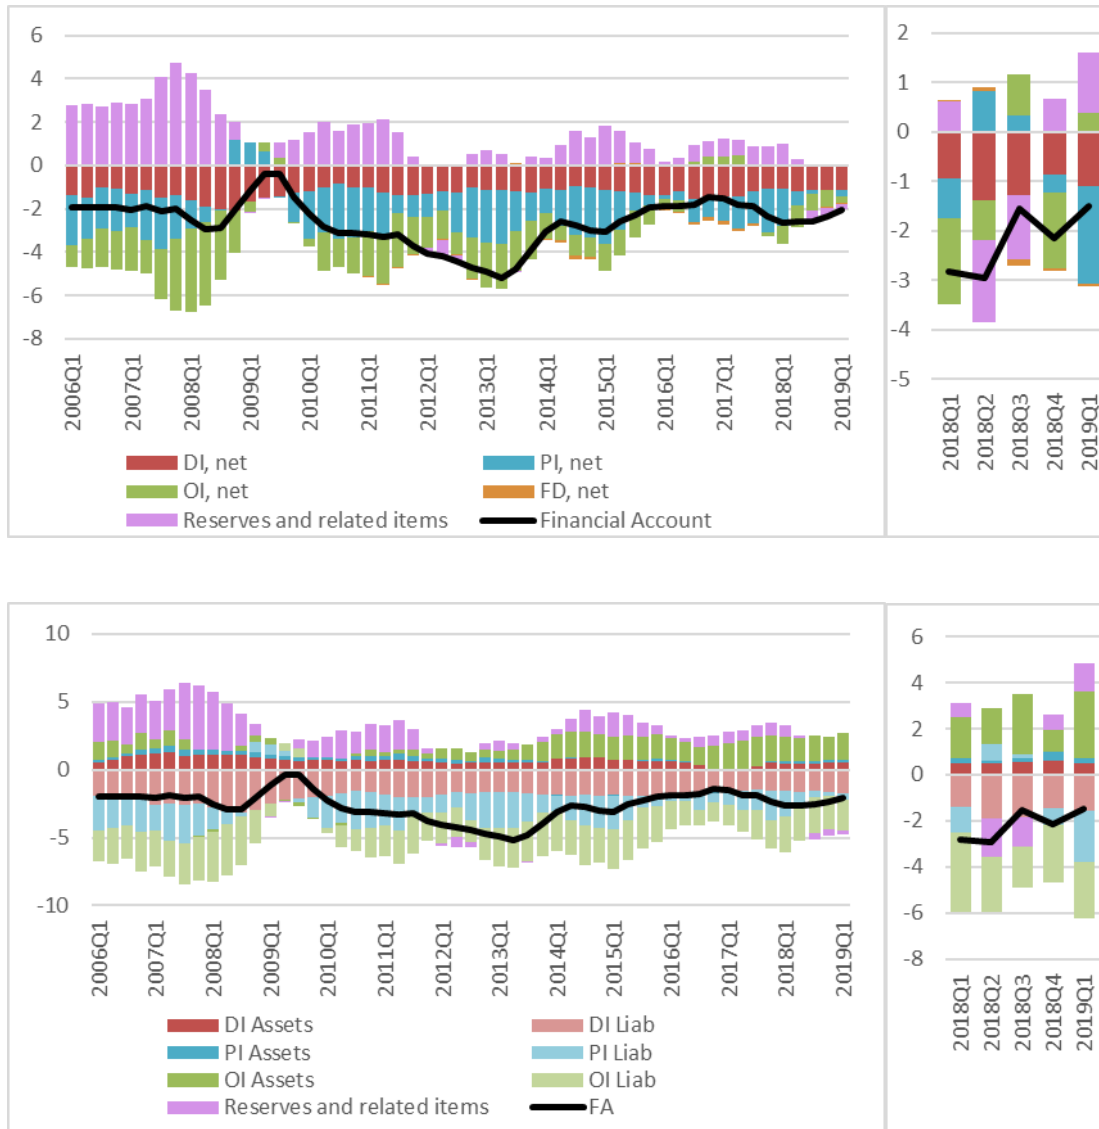 6
4
2
0
-2
-4
-6
-8
2006Q1
2007Q1
2008Q1
2009Q1
2010Q1
2011Q1
2012Q1
2013Q1
2014Q1
2015Q1
2016Q1
2017Q1
2018Q1
2019Q1
DI, net
PI, net
OI, net
FD, net
Reserves and related items
Financial Account
2
1
0
-1
-2
-3
-4
-5
2018Q1
2018Q2
2018Q3
2018Q4
2019Q1
10
5
0
-5
-10
2006Q1
2007Q1
2008Q1
2009Q1
2010Q1
2011Q1
2012Q1
2013Q1
2014Q1
2015Q1
2016Q1
2017Q1
2018Q1
2019Q1
DI Assets
DI Liab
PI Assets
PI Liab
OI Assets
OI Liab
Reserves and related items
FA
6
4
2
0
-2
-4
-6
-8
2018Q1
2018Q2
2018Q3
2018Q4
2019Q1